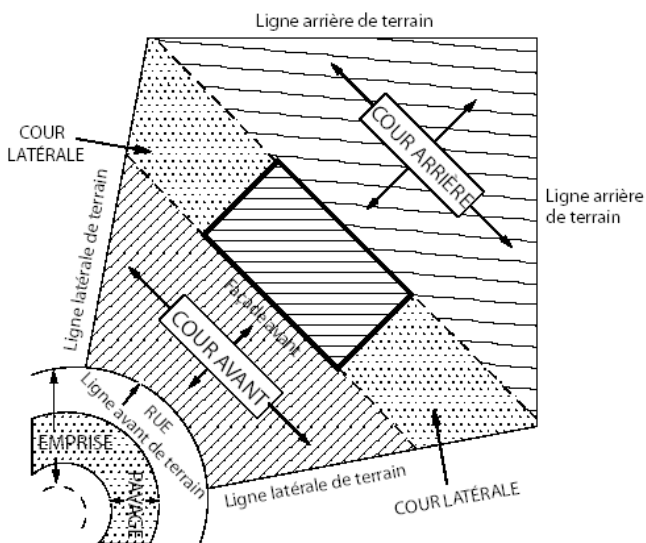 Ligne arrière de terrain
COUR
LATÉRALE
COUR ARRIÈRE
Ligne arrière
de terrain
Ligne latérale de terrain
Façade avant
COUR AVANT
RUE
Ligne avant de terrain
EMPRISE
PAVAGE
Ligne latérale de terrain
COUR LATÉRALE